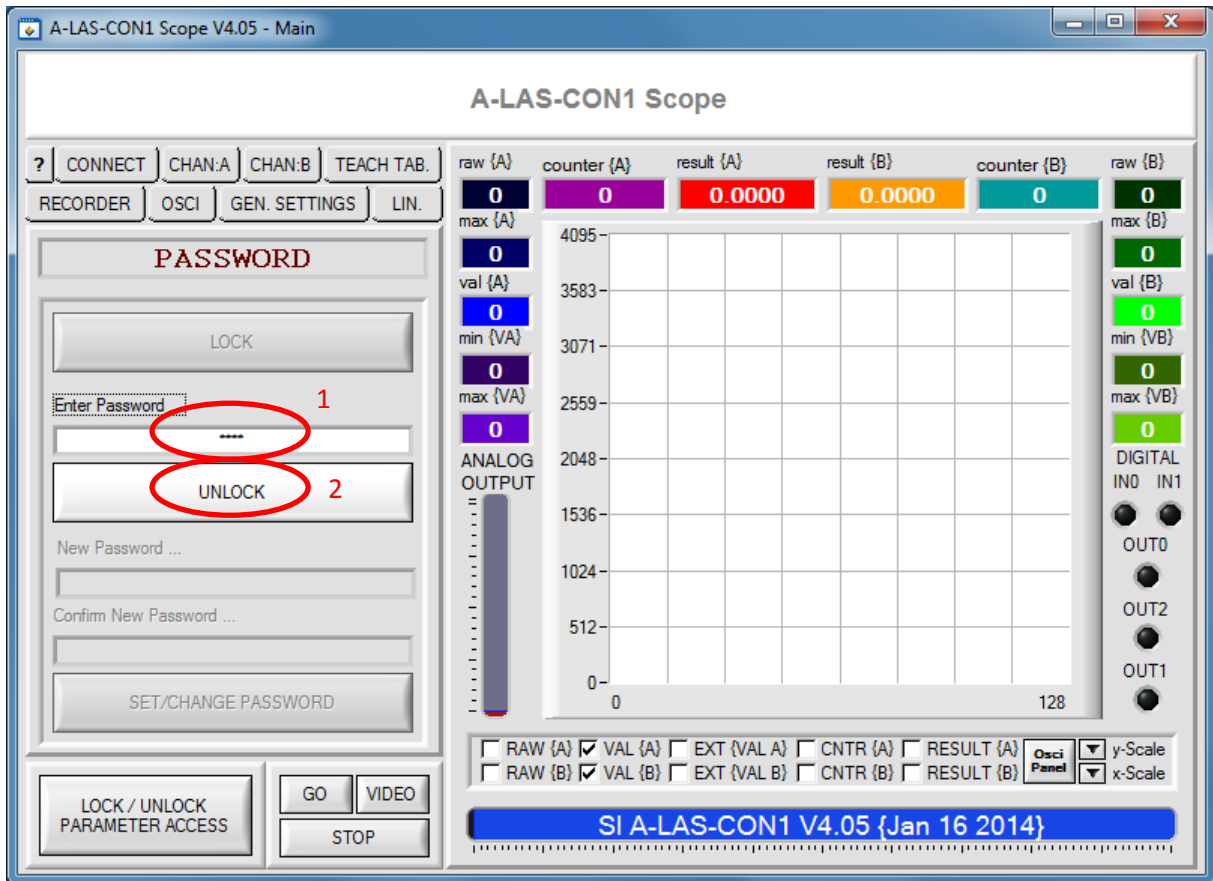 A-LAS-CON1 Scope V4.05 - Main
A-LAS-CON1 Scope
? CONNECT CHAN:A CHAN:B TEACH TAB.
RECORDER OSCI GEN. SETTINGS LIN.
PASSWORD
LOCK
Enter Password
1
****
UNLOCK
2
New Password ...
Confirm New Password ...
SET/CHANGE PASSWORD
LOCK / UNLOCK
PARAMETER ACCESS
GO VIDEO
STOP
raw {A} counter {A} result {A} result {B} counter {B} raw {B}
0 0 0.0000 0.0000 0 0
max {A}
0
val {A}
0
min {VA}
0
max {VA}
0
ANALOG
OUTPUT
4095
3583
3071
2559
2048
1536
1024
512
0
0 128
max {B}
0
val {B}
0
min {VB}
0
max {VB}
0
DIGITAL
IN0 IN1
OUT0
OUT2
OUT1
RAW {A} VAL {A} EXT {VAL A} CNTR {A} RESULT {A}
RAW {B} VAL {B} EXT {VAL B} CNTR {B} RESULT {B}
Osci
Panel
y-Scale
x-Scale
SI A-LAS-CON1 V4.05 {Jan 16 2014}